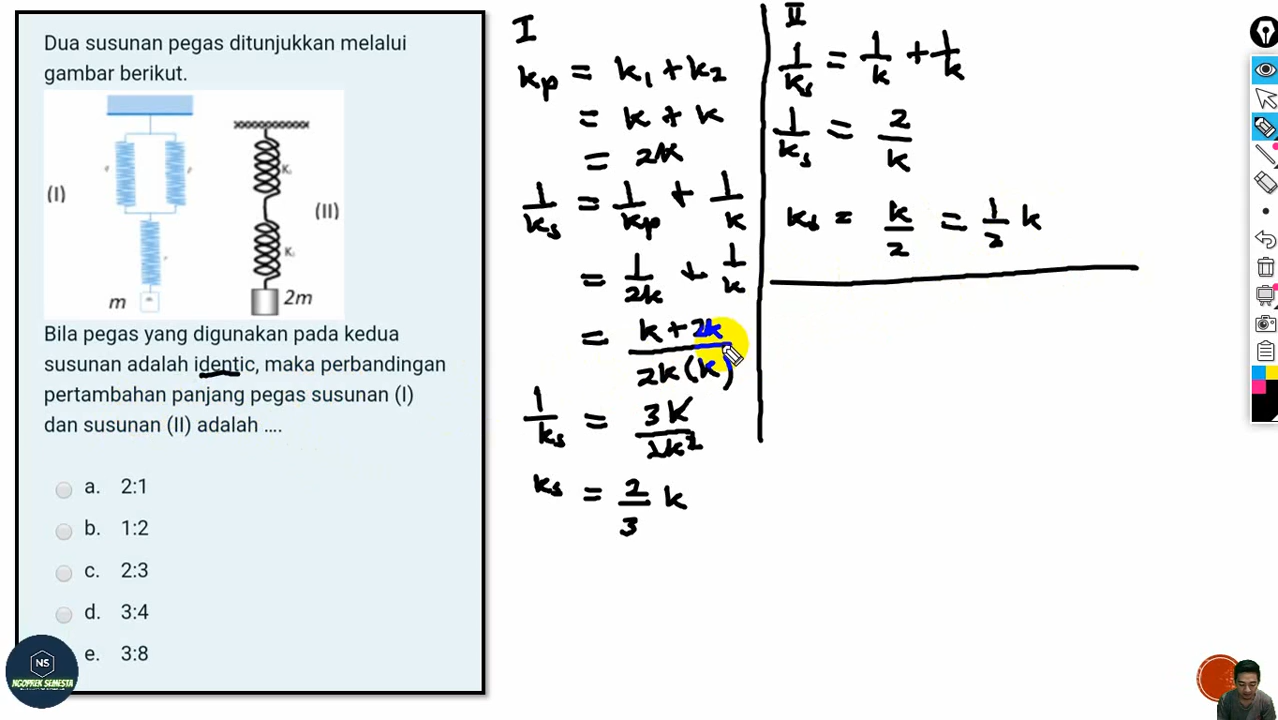 Dua susunan pegas ditunjukkan melalui
gambar berikut.
(I)
(II)
m
2m
Bila pegas yang digunakan pada kedua
susunan adalah identic, maka perbandingan
pertambahan panjang pegas susunan (I)
dan susunan (II) adalah ....
a. 2:1
b. 1:2
c. 2:3
d. 3:4
e. 3:8
NS
NGOPREK SEMESTA
I
kp = k1 + k2
= k + k
= 2k
1/ks = 1/kp + 1/k
= 1/2k + 1/k
= k + 2k / 2k(k)
1/ks = 3k / 2k²
ks = 2/3 k
II
1/ks = 1/k + 1/k
1/ks = 2/k
ks = k/2 = 1/2 k